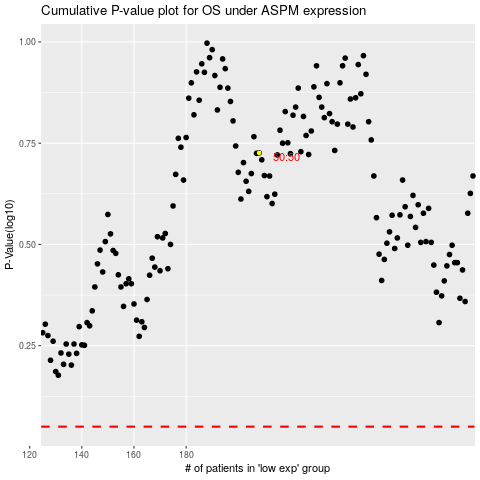 Cumulative P-value plot for OS under ASPM expression
1.00
0.75
50:50
0.50
0.25
P-Value(log10)
120 140 160 180
# of patients in 'low exp' group